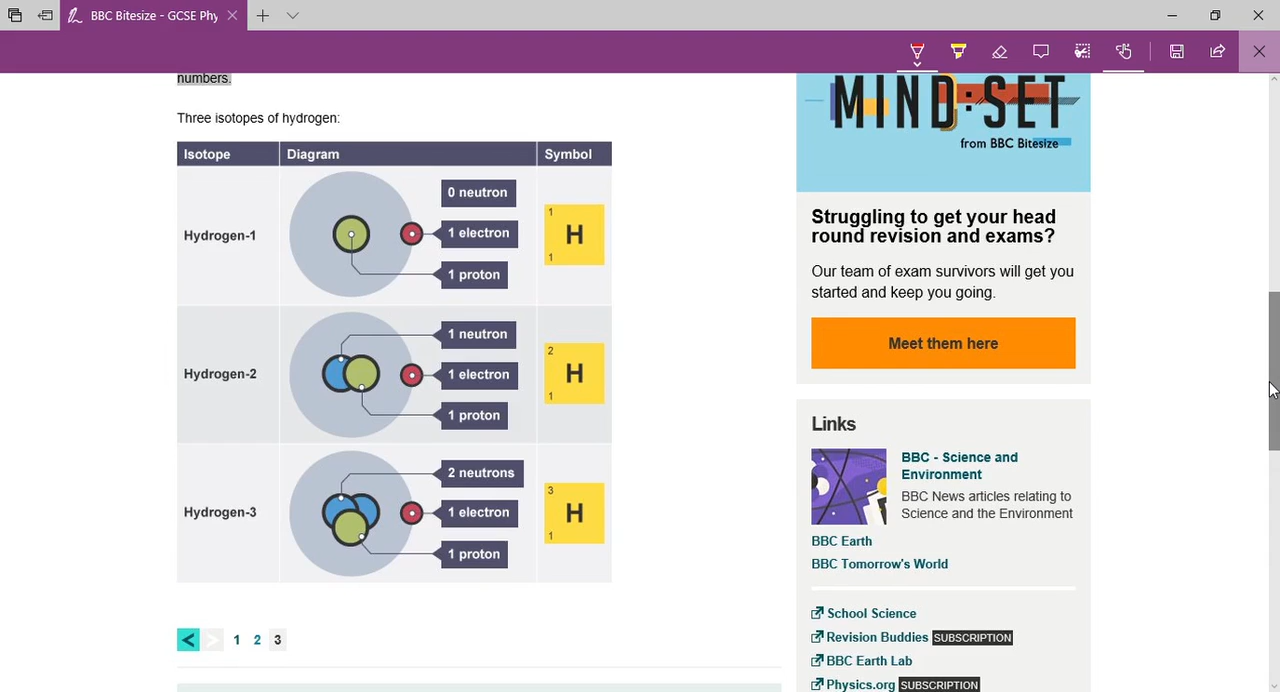 BBC Bitesize - GCSE Phy
numbers.
Three isotopes of hydrogen:
Isotope Diagram Symbol
Hydrogen-1
0 neutron
1 electron
1 proton
1
H
1
Hydrogen-2
1 neutron
1 electron
1 proton
2
H
1
Hydrogen-3
2 neutrons
1 electron
1 proton
3
H
1
< > 1 2 3
MIND:SET
from BBC Bitesize
Struggling to get your head
round revision and exams?
Our team of exam survivors will get you
started and keep you going.
Meet them here
Links
BBC - Science and
Environment
BBC News articles relating to
Science and the Environment
BBC Earth
BBC Tomorrow's World
School Science
Revision Buddies SUBSCRIPTION
BBC Earth Lab
Physics.org SUBSCRIPTION